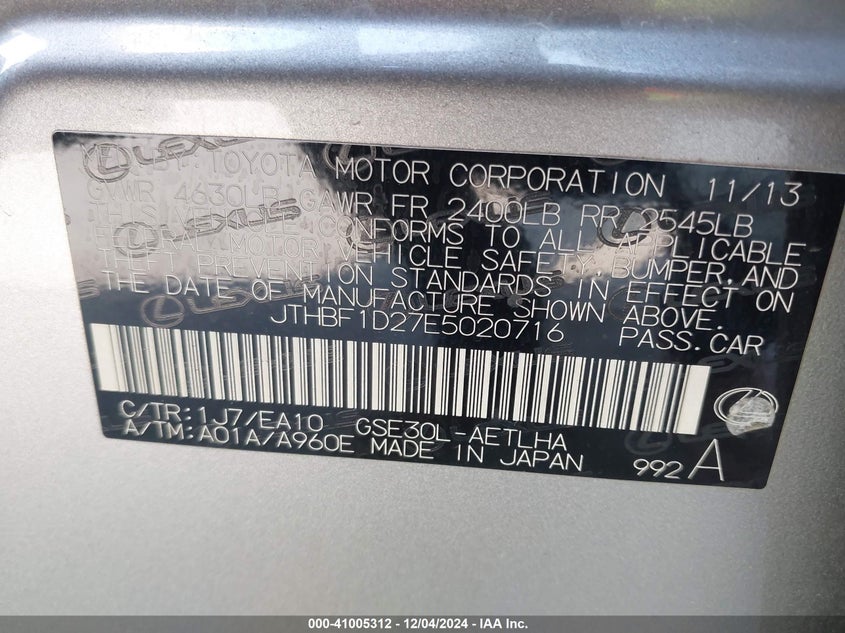 TOYOTA MOTOR CORPORATION 11/13
GVWR 4630LB GAWR FR 2400LB RR 2545LB
THIS VEHICLE CONFORMS TO ALL APPLICABLE
FEDERAL MOTOR VEHICLE SAFETY, BUMPER, AND
THEFT PREVENTION STANDARDS IN EFFECT ON
THE DATE OF MANUFACTURE SHOWN ABOVE.
JTHBF1D27E5020716 PASS.CAR
C/TR:1J7/EA10 GSE30L-AETLHA
A/TM:A01A/A960E MADE IN JAPAN
992 A
LEXUS
LEXUS
000-41005312 - 12/04/2024 - IAA Inc.